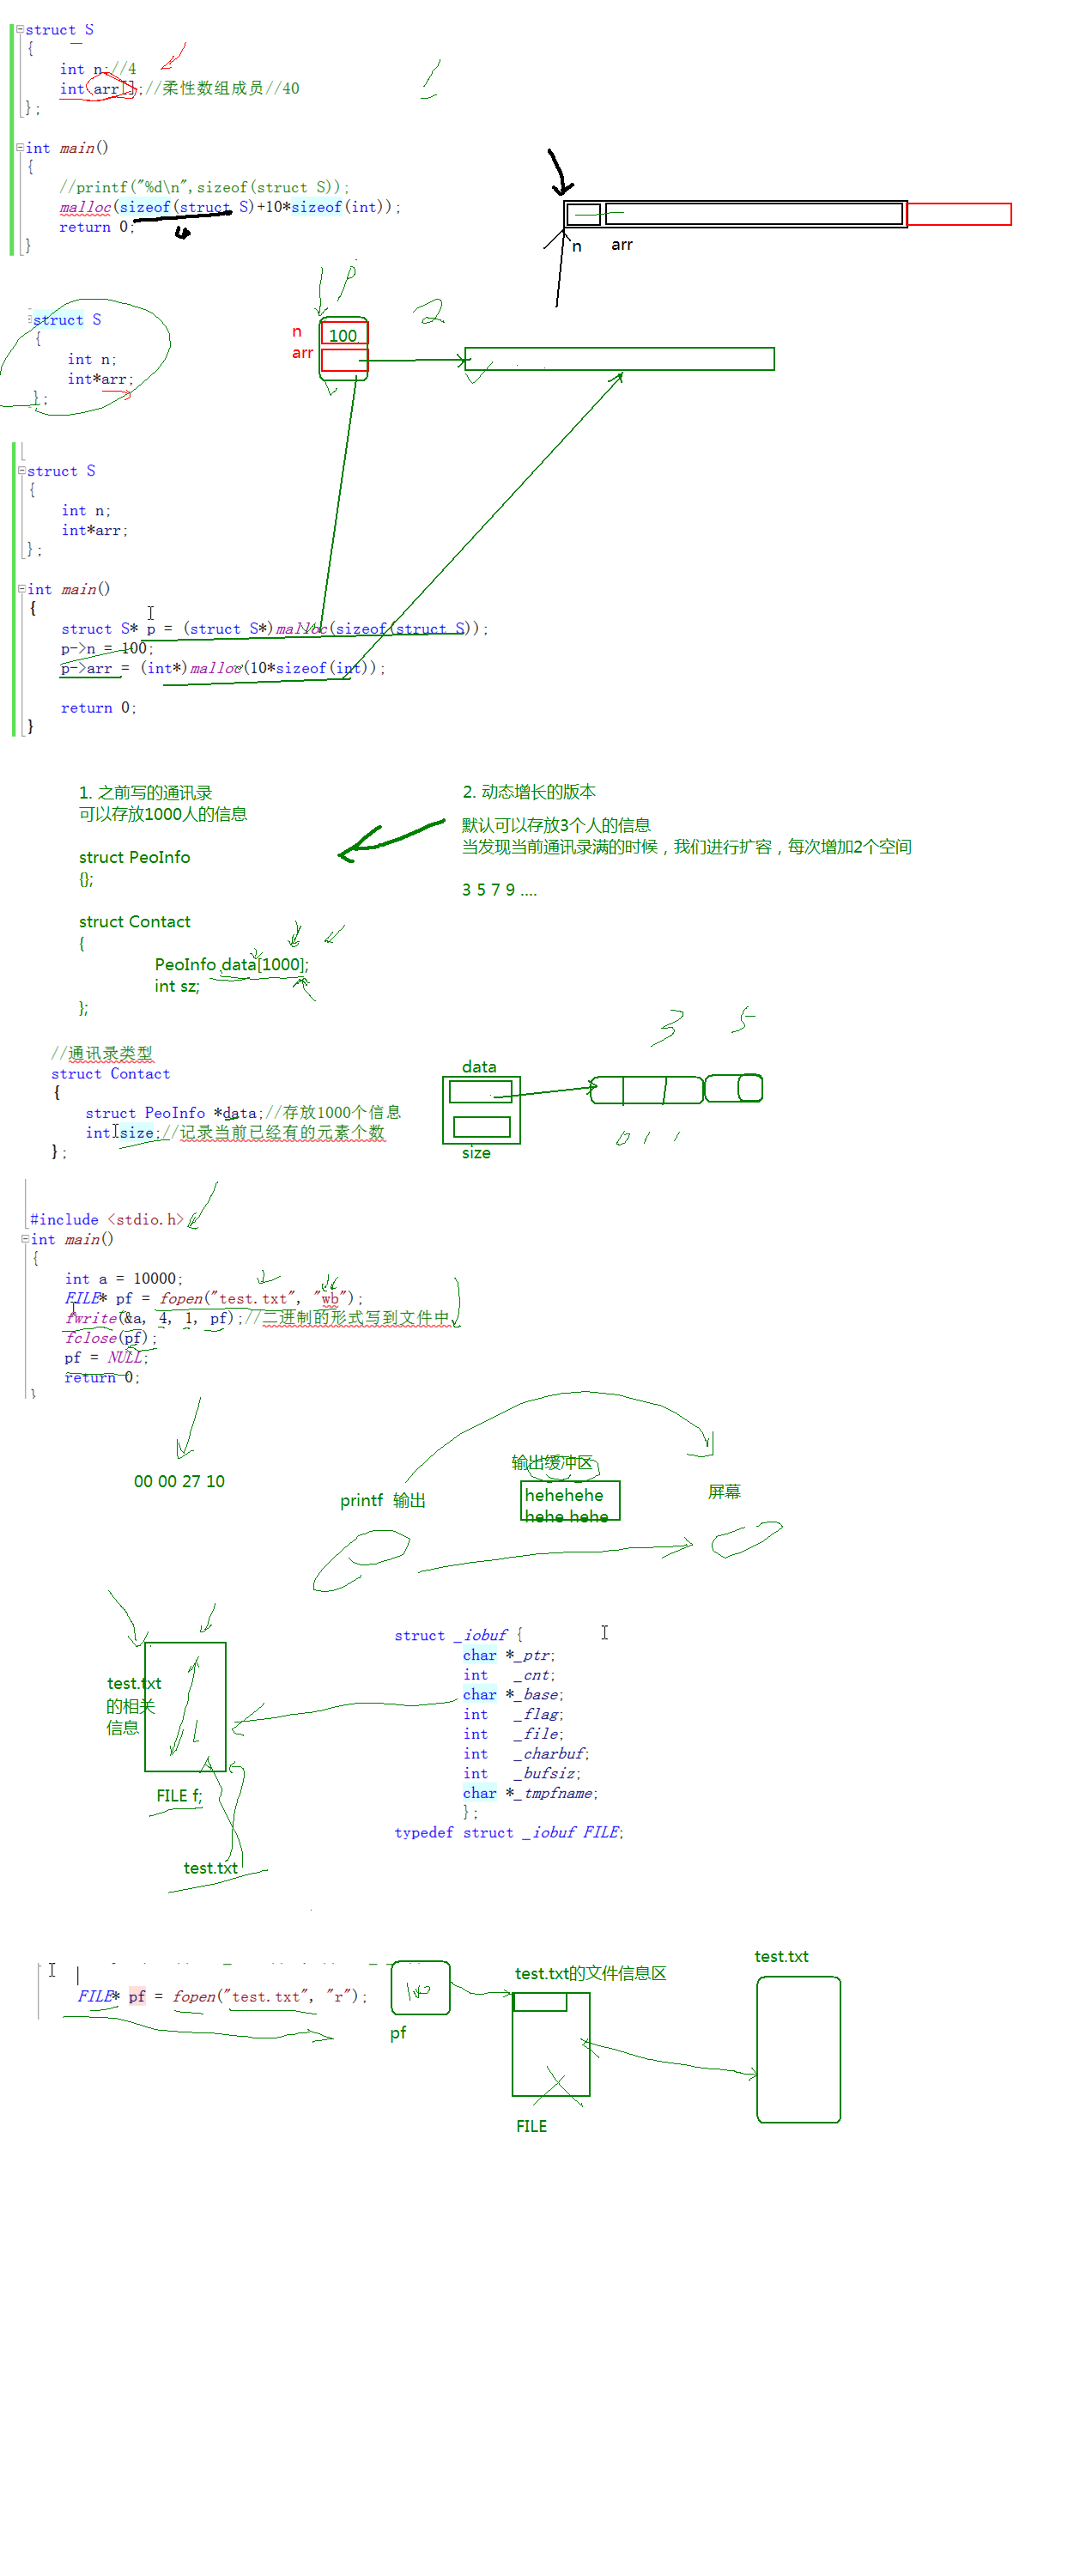 struct S
{
int n;//4
int arr[];//柔性数组成员//40
};
int main()
{
//printf("%d\n",sizeof(struct S));
malloc(sizeof(struct S)+10*sizeof(int));
return 0;
}
n
arr
1
struct S
{
int n;
int*arr;
};
p
n
100
arr
2
struct S
{
int n;
int*arr;
};
int main()
{
struct S* p = (struct S*)malloc(sizeof(struct S));
p->n = 100;
p->arr = (int*)malloc(10*sizeof(int));
return 0;
}
1. 之前写的通讯录
可以存放1000人的信息
struct PeoInfo
{};
struct Contact
{
PeoInfo data[1000];
int sz;
};
2. 动态增长的版本
默认可以存放3个人的信息
当发现当前通讯录满的时候，我们进行扩容，每次增加2个空间
3 5 7 9 ....
//通讯录类型
struct Contact
{
struct PeoInfo *data;//存放1000个信息
int size;//记录当前已经有的元素个数
};
data
size
3 5
0 1 1
#include <stdio.h>
int main()
{
int a = 10000;
FILE* pf = fopen("test.txt", "wb");
fwrite(&a, 4, 1, pf);//二进制的形式写到文件中
fclose(pf);
pf = NULL;
return 0;
}
00 00 27 10
printf 输出
输出缓冲区
hehehehe
hehe hehe
屏幕
test.txt
的相关
信息
FILE f;
test.txt
struct _iobuf {
char *_ptr;
int _cnt;
char *_base;
int _flag;
int _file;
int _charbuf;
int _bufsiz;
char *_tmpfname;
};
typedef struct _iobuf FILE;
FILE* pf = fopen("test.txt", "r");
pf
test.txt的文件信息区
FILE
test.txt